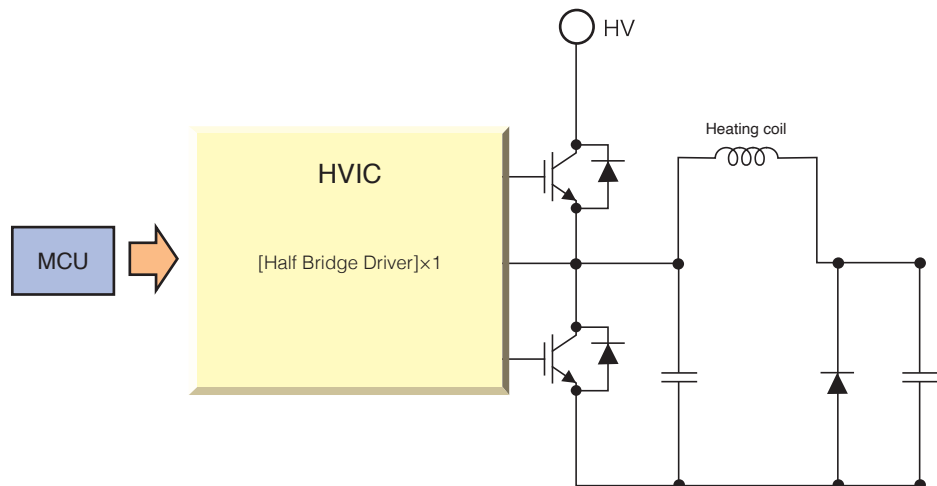 HV
Heating coil
HVIC
MCU
[Half Bridge Driver]×1